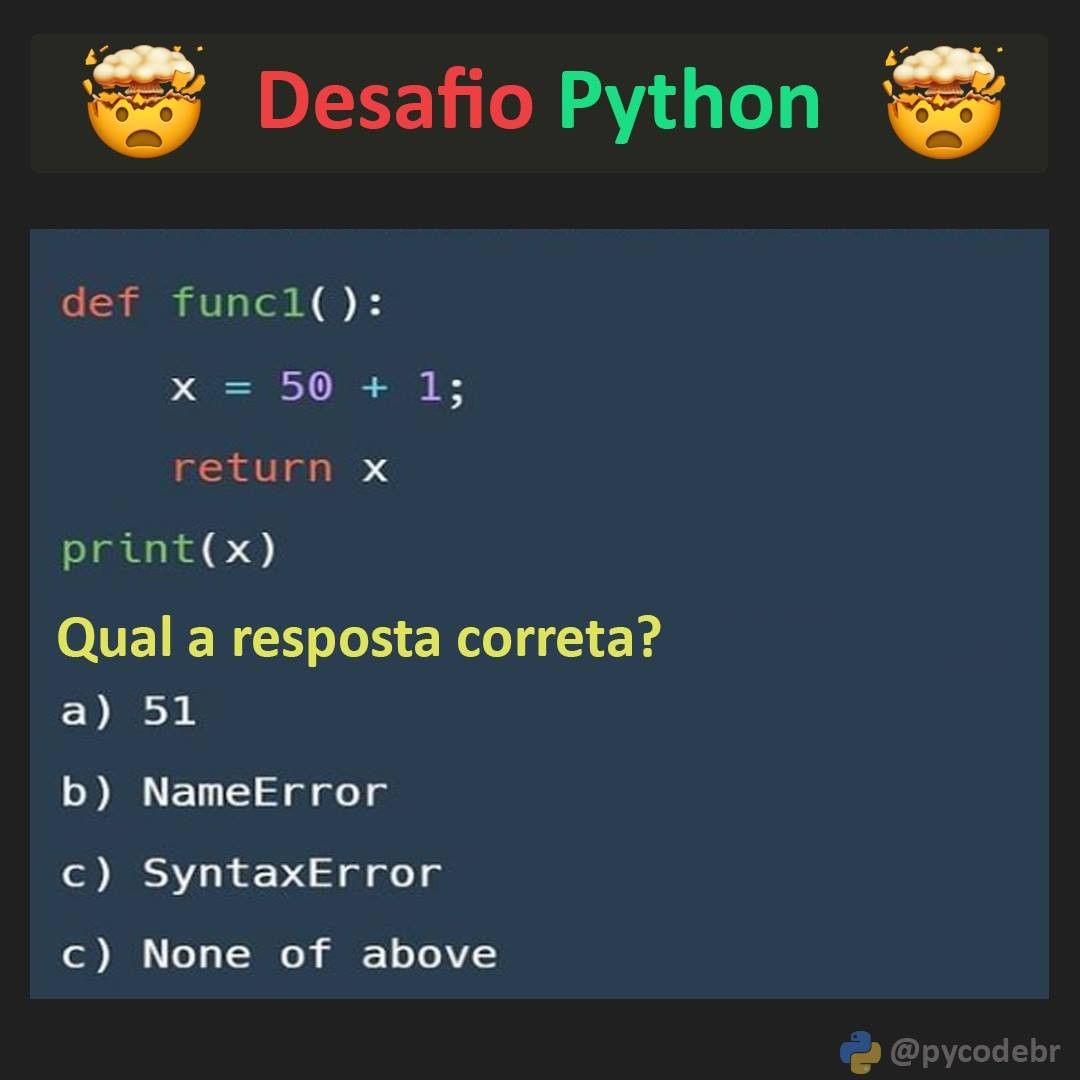 Desafio Python
def func1():
    x = 50 + 1;
    return x
print(x)
Qual a resposta correta?
a) 51
b) NameError
c) SyntaxError
c) None of above
@pycodebr